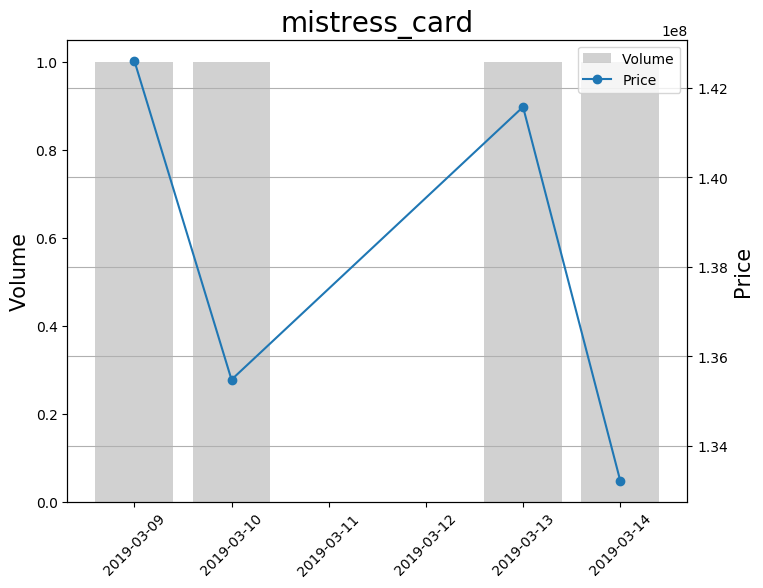 mistress_card
1e8
Volume
Price
1.0
0.8
0.6
0.4
0.2
0.0
Volume
1.42
1.40
1.38
1.36
1.34
Price
2019-03-09
2019-03-10
2019-03-11
2019-03-12
2019-03-13
2019-03-14